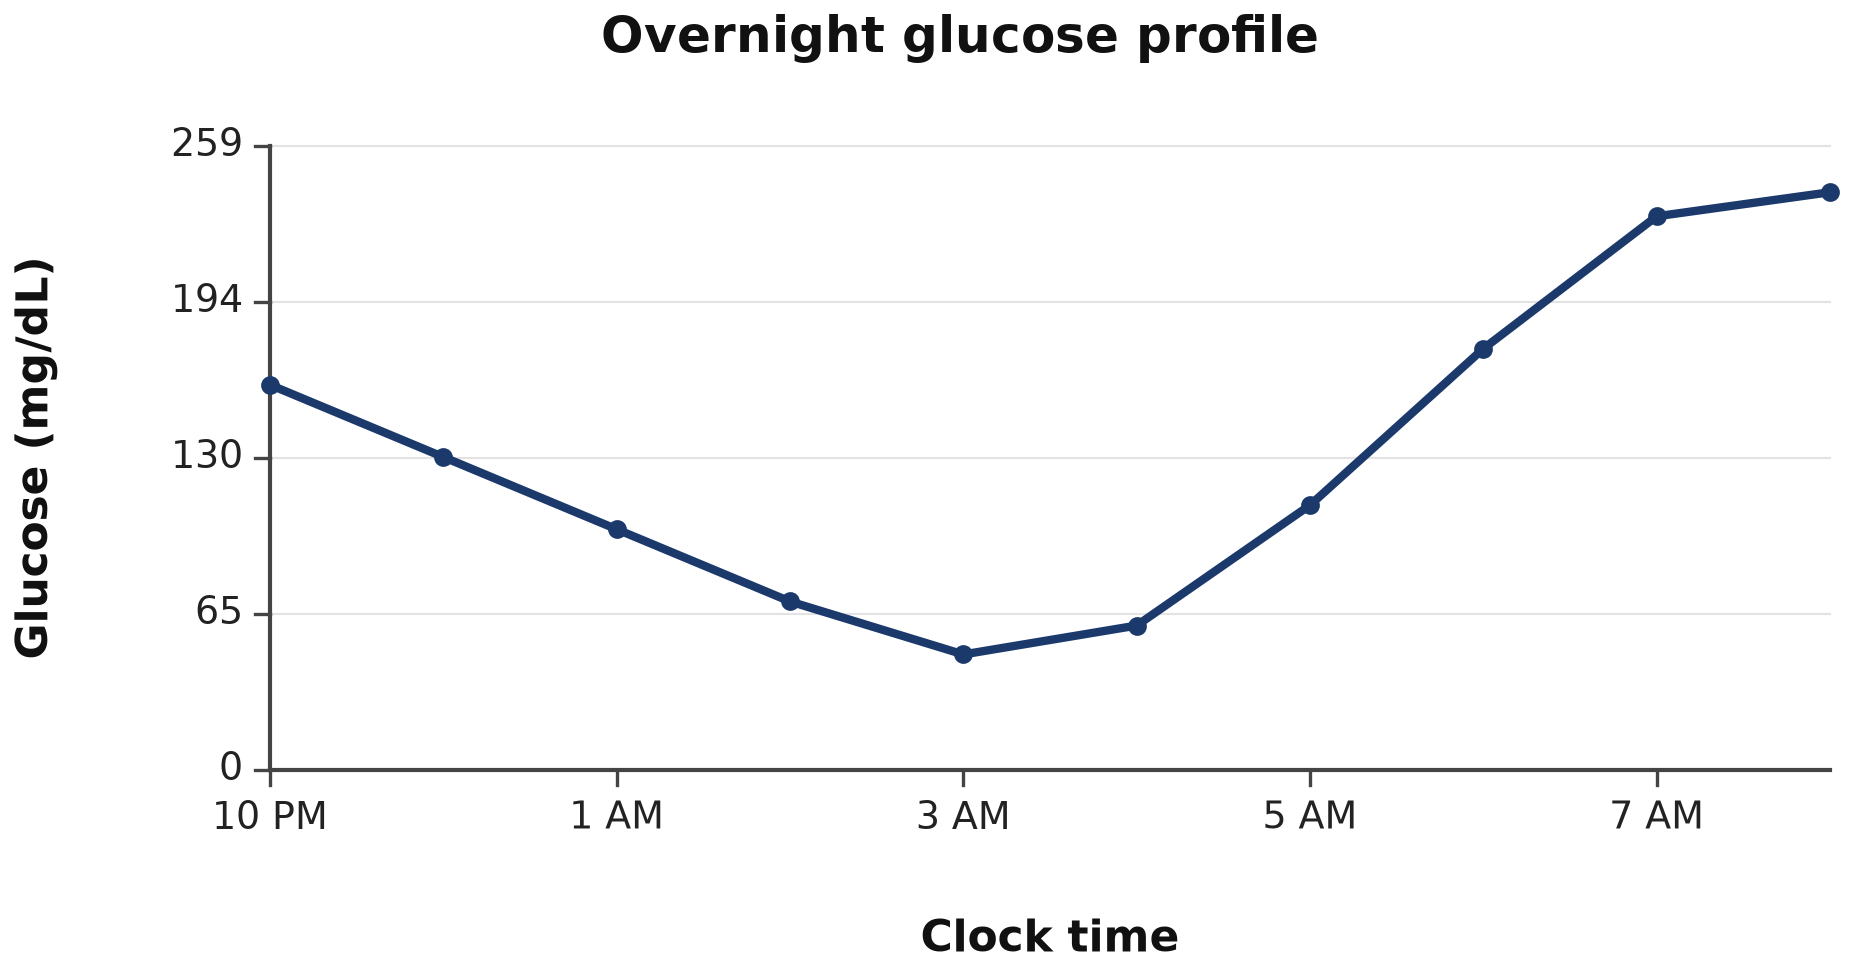 Overnight glucose profile
Glucose (mg/dL)
259
194
130
65
0
10 PM 1 AM 3 AM 5 AM 7 AM
Clock time